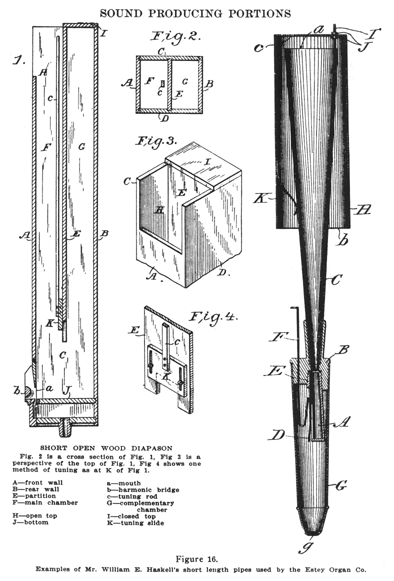 SOUND PRODUCING PORTIONS
1.
Fig.2.
Fig.3.
Fig.4.
I
H
c
F
G
A
E
B
K
C
b
a
J
C
A
F
G
B
c
E
D
C
I
E
H
A
D
E
c
K
a
I
J
c
K
H
b
C
F
B
E
A
D
G
g
SHORT OPEN WOOD DIAPASON
Fig. 2 is a cross section of Fig. 1, Fig 3 is a
perspective of the top of Fig. 1, Fig 4 shows one
method of tuning as at K of Fig 1.
A—front wall
B—rear wall
E—partition
F—main chamber
H—open top
J—bottom
a—mouth
b—harmonic bridge
c—tuning rod
G—complementary
chamber
I—closed top
K—tuning slide
Figure 16.
Examples of Mr. William E. Haskell's short length pipes used by the Estey Organ Co.